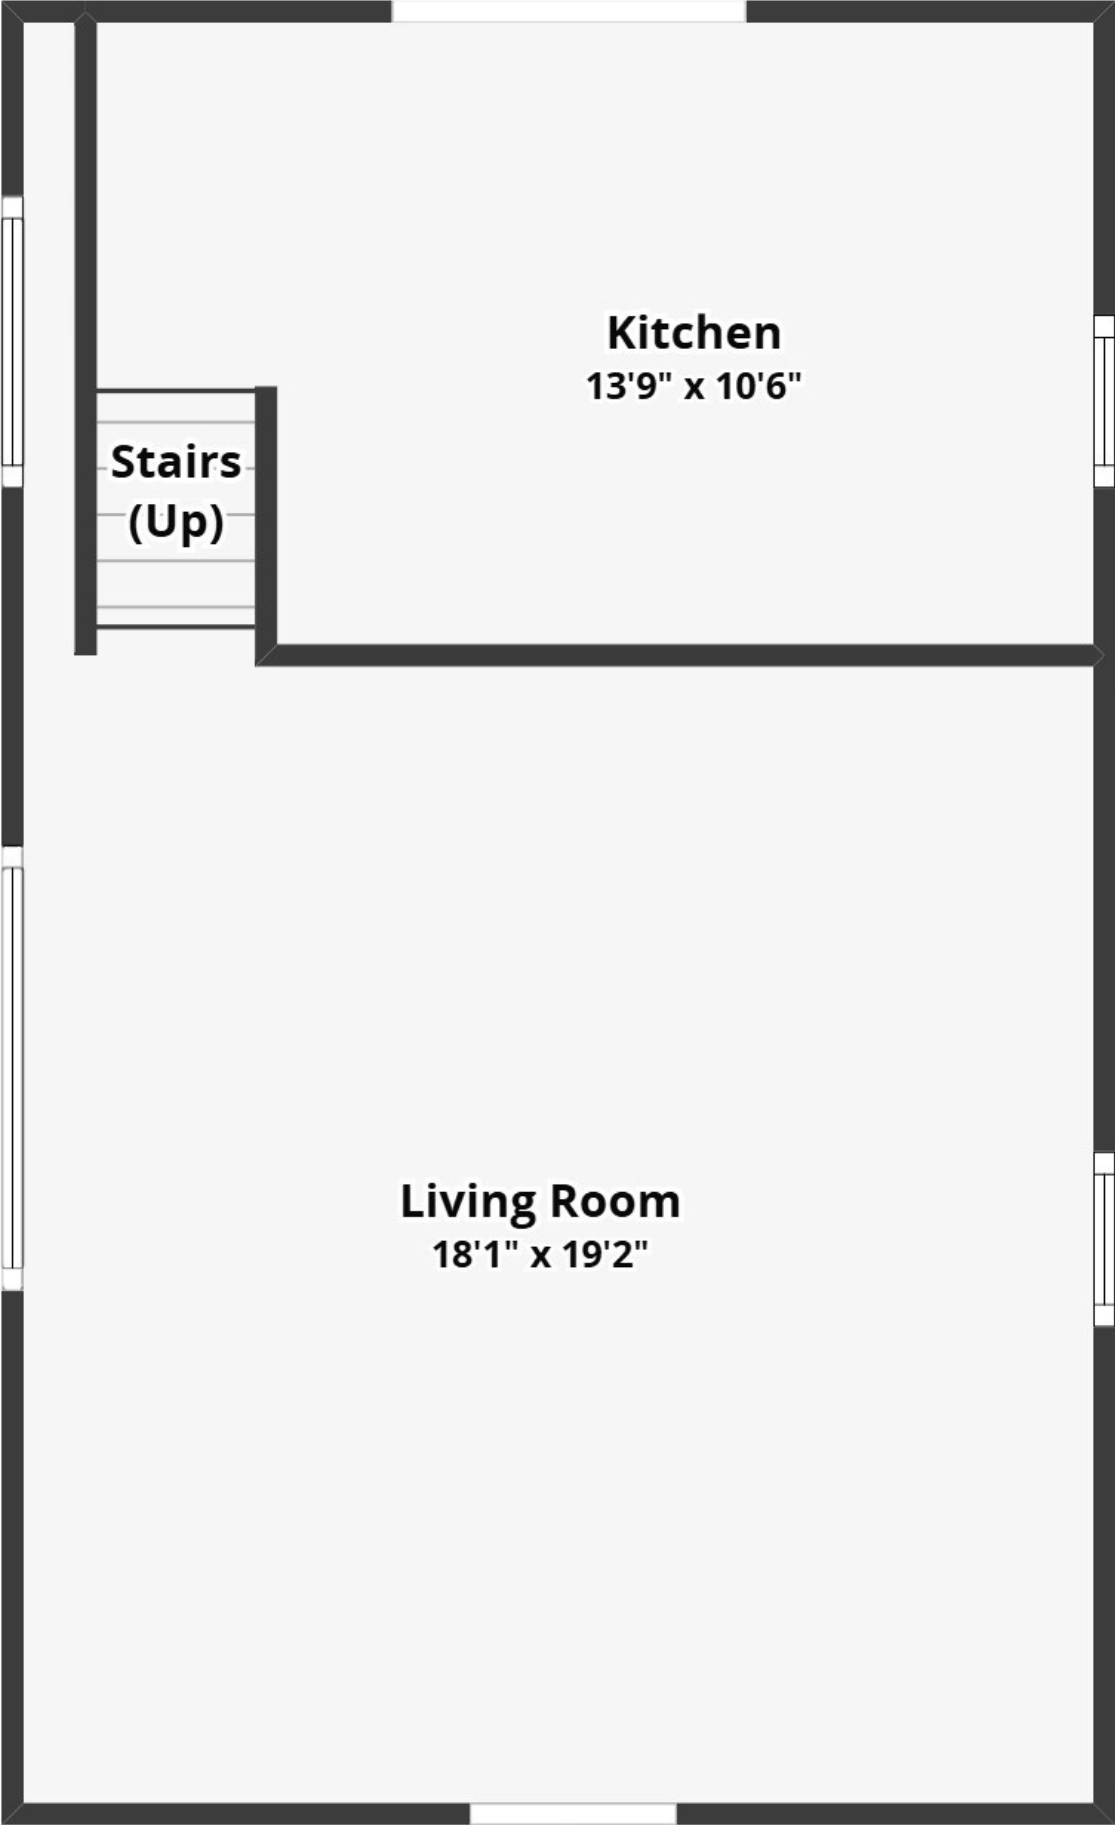 Kitchen
13'9" x 10'6"
Stairs
(Up)
Living Room
18'1" x 19'2"